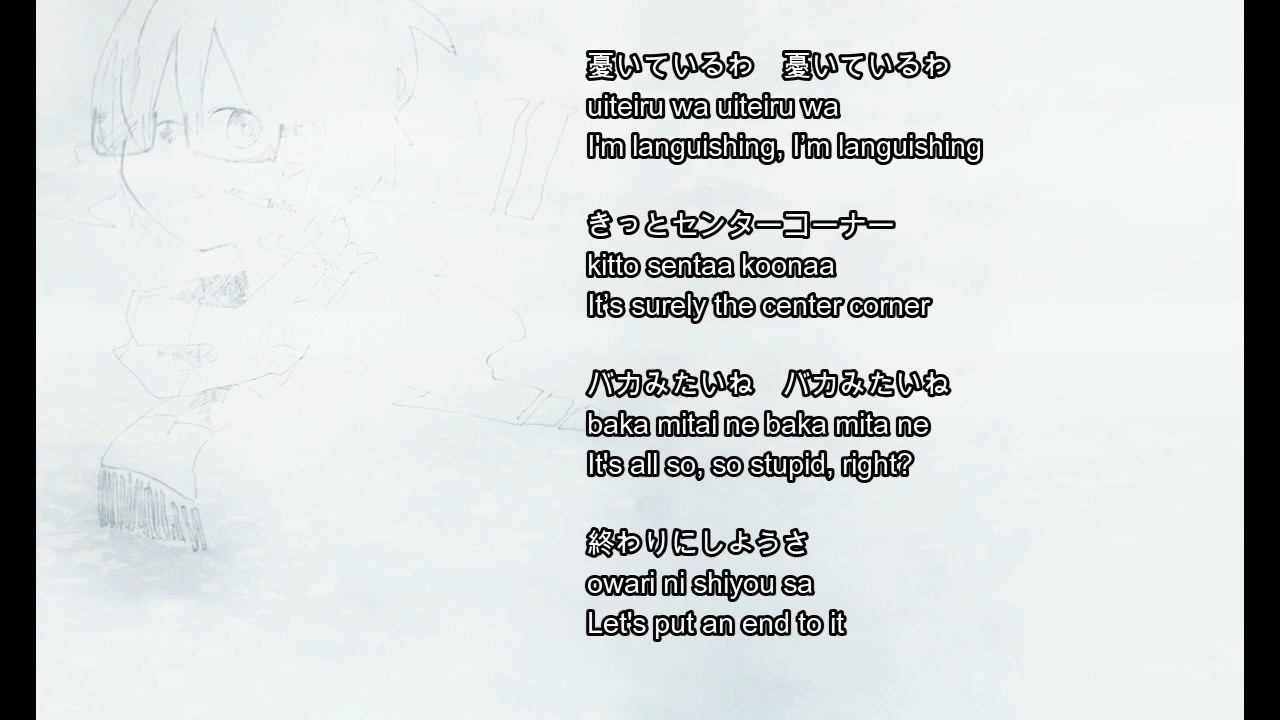 憂いているわ　憂いているわ
uiteiru wa uiteiru wa
I'm languishing, I’m languishing
きっとセンターコーナー
kitto sentaa koonaa
It’s surely the center corner
バカみたいね　バカみたいね
baka mitai ne baka mita ne
It's all so, so stupid, right?
終わりにしようさ
owari ni shiyou sa
Let's put an end to it